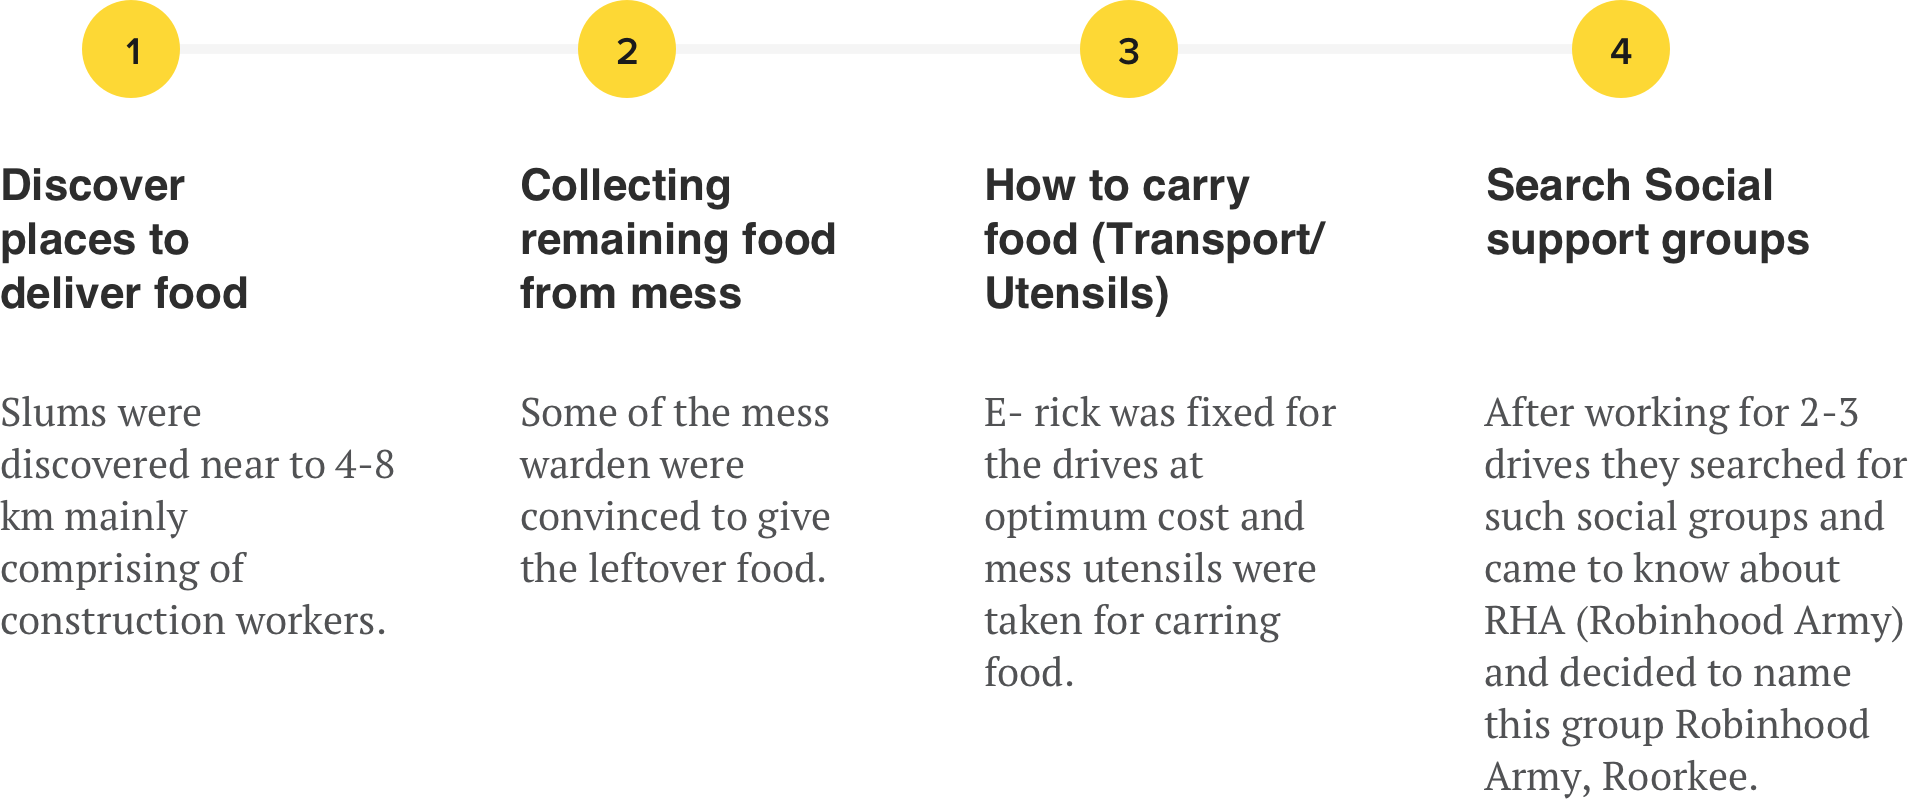 1
2
3
4
Discover
places to
deliver food
Slums were
discovered near to 4-8
km mainly
comprising of
construction workers.
Collecting
remaining food
from mess
Some of the mess
warden were
convinced to give
the leftover food.
How to carry
food (Transport/
Utensils)
E- rick was fixed for
the drives at
optimum cost and
mess utensils were
taken for carring
food.
Search Social
support groups
After working for 2-3
drives they searched for
such social groups and
came to know about
RHA (Robinhood Army)
and decided to name
this group Robinhood
Army, Roorkee.